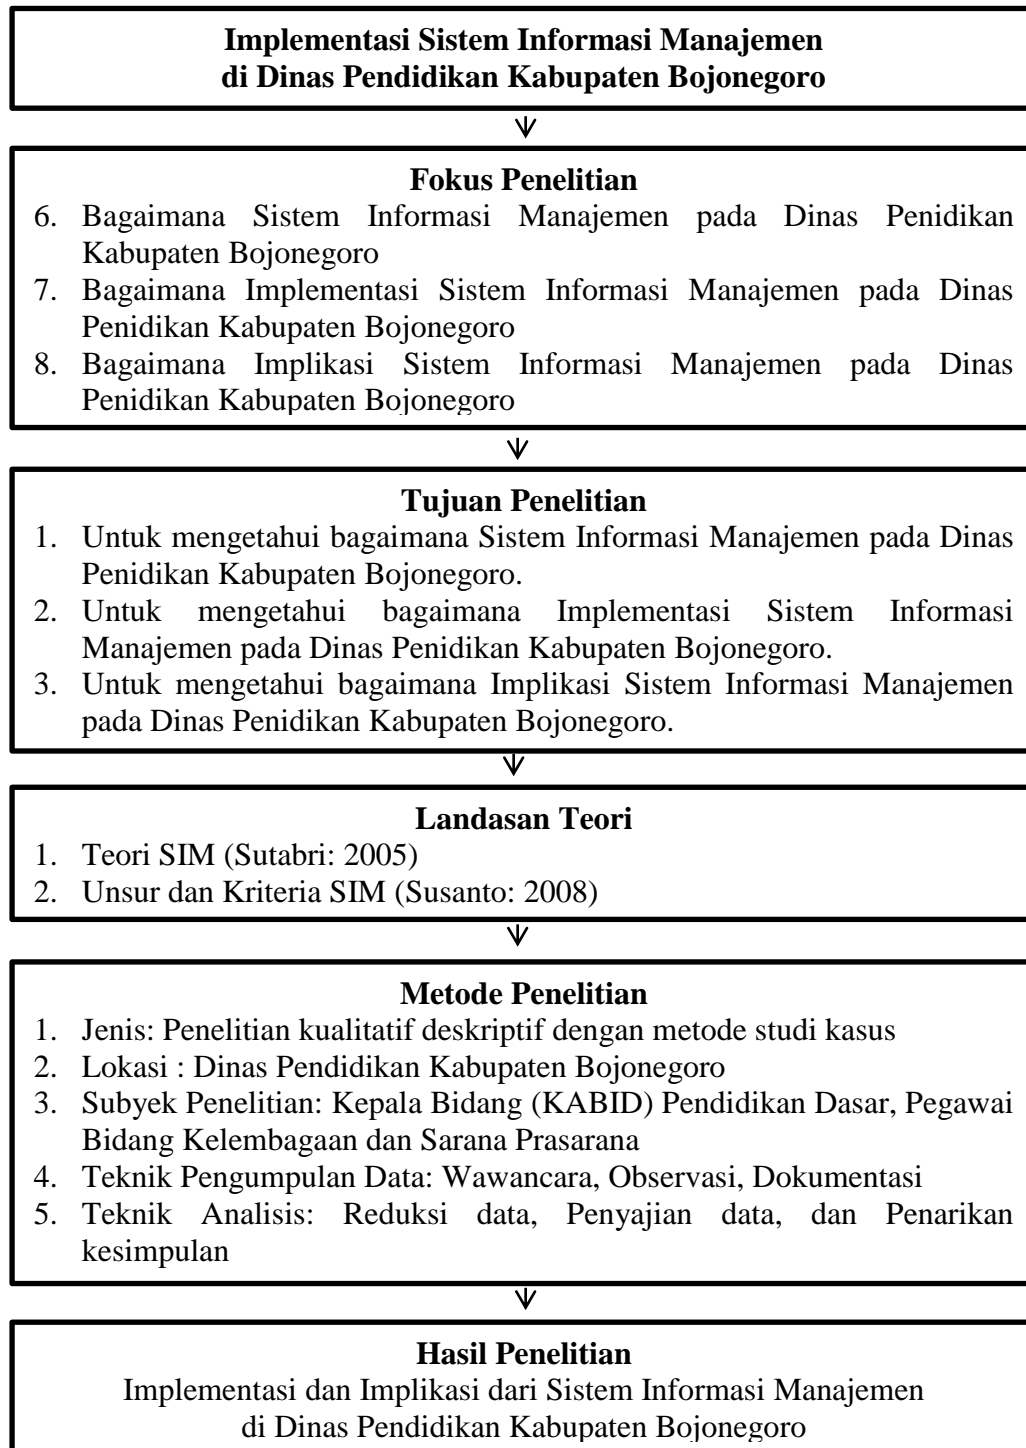 Implementasi Sistem Informasi Manajemen
di Dinas Pendidikan Kabupaten Bojonegoro
Fokus Penelitian
6. Bagaimana Sistem Informasi Manajemen pada Dinas Penidikan
Kabupaten Bojonegoro
7. Bagaimana Implementasi Sistem Informasi Manajemen pada Dinas
Penidikan Kabupaten Bojonegoro
8. Bagaimana Implikasi Sistem Informasi Manajemen pada Dinas
Penidikan Kabupaten Bojonegoro
Tujuan Penelitian
1. Untuk mengetahui bagaimana Sistem Informasi Manajemen pada Dinas
Penidikan Kabupaten Bojonegoro.
2. Untuk mengetahui bagaimana Implementasi Sistem Informasi
Manajemen pada Dinas Penidikan Kabupaten Bojonegoro.
3. Untuk mengetahui bagaimana Implikasi Sistem Informasi Manajemen
pada Dinas Penidikan Kabupaten Bojonegoro.
Landasan Teori
1. Teori SIM (Sutabri: 2005)
2. Unsur dan Kriteria SIM (Susanto: 2008)
Metode Penelitian
1. Jenis: Penelitian kualitatif deskriptif dengan metode studi kasus
2. Lokasi : Dinas Pendidikan Kabupaten Bojonegoro
3. Subyek Penelitian: Kepala Bidang (KABID) Pendidikan Dasar, Pegawai
Bidang Kelembagaan dan Sarana Prasarana
4. Teknik Pengumpulan Data: Wawancara, Observasi, Dokumentasi
5. Teknik Analisis: Reduksi data, Penyajian data, dan Penarikan
kesimpulan
Hasil Penelitian
Implementasi dan Implikasi dari Sistem Informasi Manajemen
di Dinas Pendidikan Kabupaten Bojonegoro